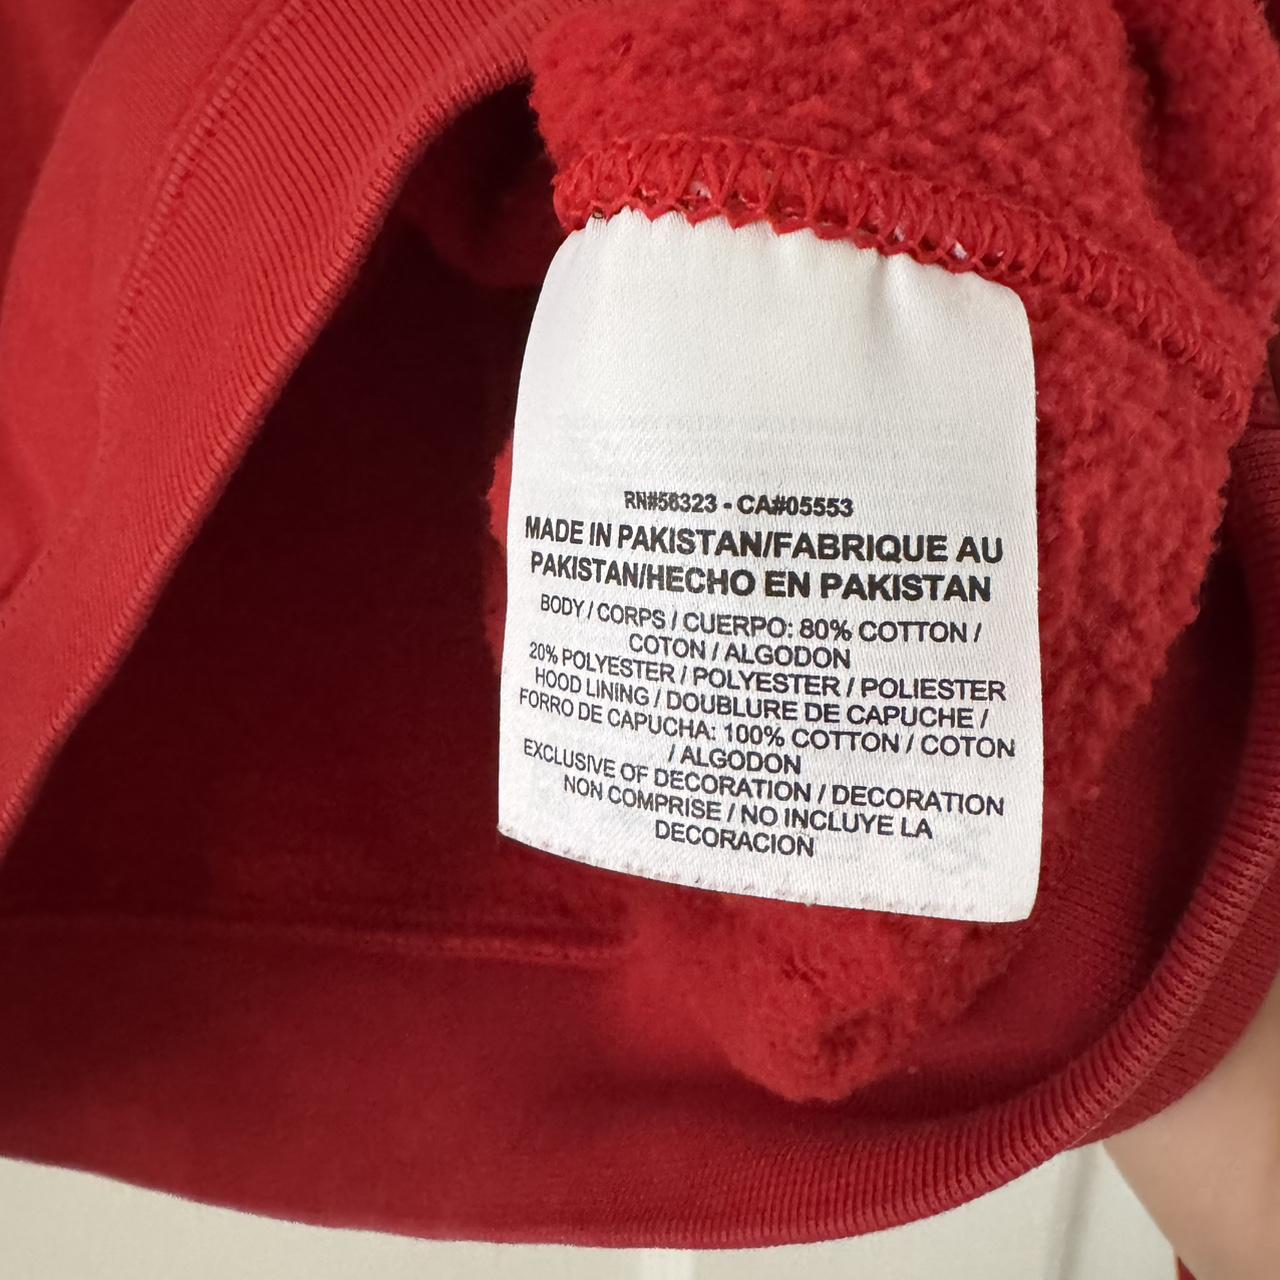 RN#56323 - CA#05553
MADE IN PAKISTAN/FABRIQUE AU
PAKISTAN/HECHO EN PAKISTAN
BODY / CORPS / CUERPO: 80% COTTON /
COTON / ALGODON
20% POLYESTER / POLYESTER / POLIESTER
HOOD LINING / DOUBLURE DE CAPUCHE /
FORRO DE CAPUCHA: 100% COTTON / COTON
/ ALGODON
EXCLUSIVE OF DECORATION / DECORATION
NON COMPRISE / NO INCLUYE LA
DECORACION